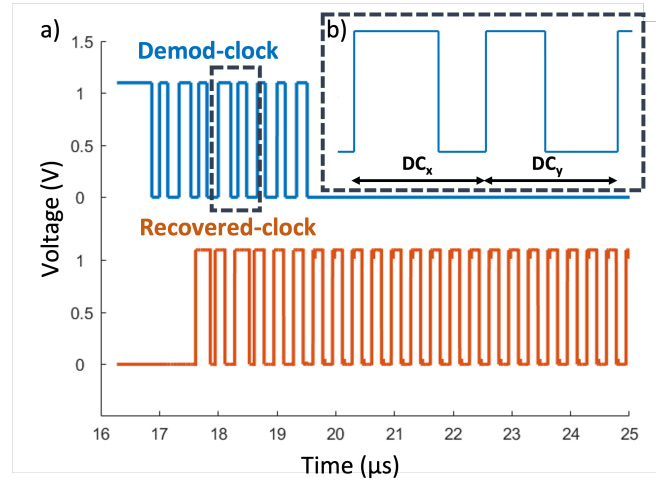 a)
b)
1.5
Demod-clock
1
0.5
0
DCx
DCy
Recovered-clock
1
0.5
0
Voltage (V)
16 17 18 19 20 21 22 23 24 25
Time (μs)